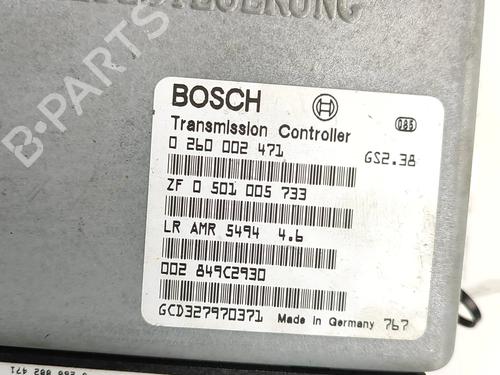 BOSCH
Transmission Controller
085
0 260 002 471
GS2.38
ZF 0 501 005 733
LR AMR 5494 4.6
002 849C2930
GCD327970371 Made in Germany 767
B-PARTS